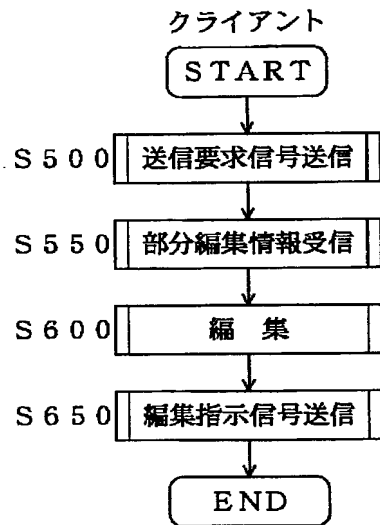 クライアント
START
S500 送信要求信号送信
S550 部分編集情報受信
S600 編 集
S650 編集指示信号送信
END